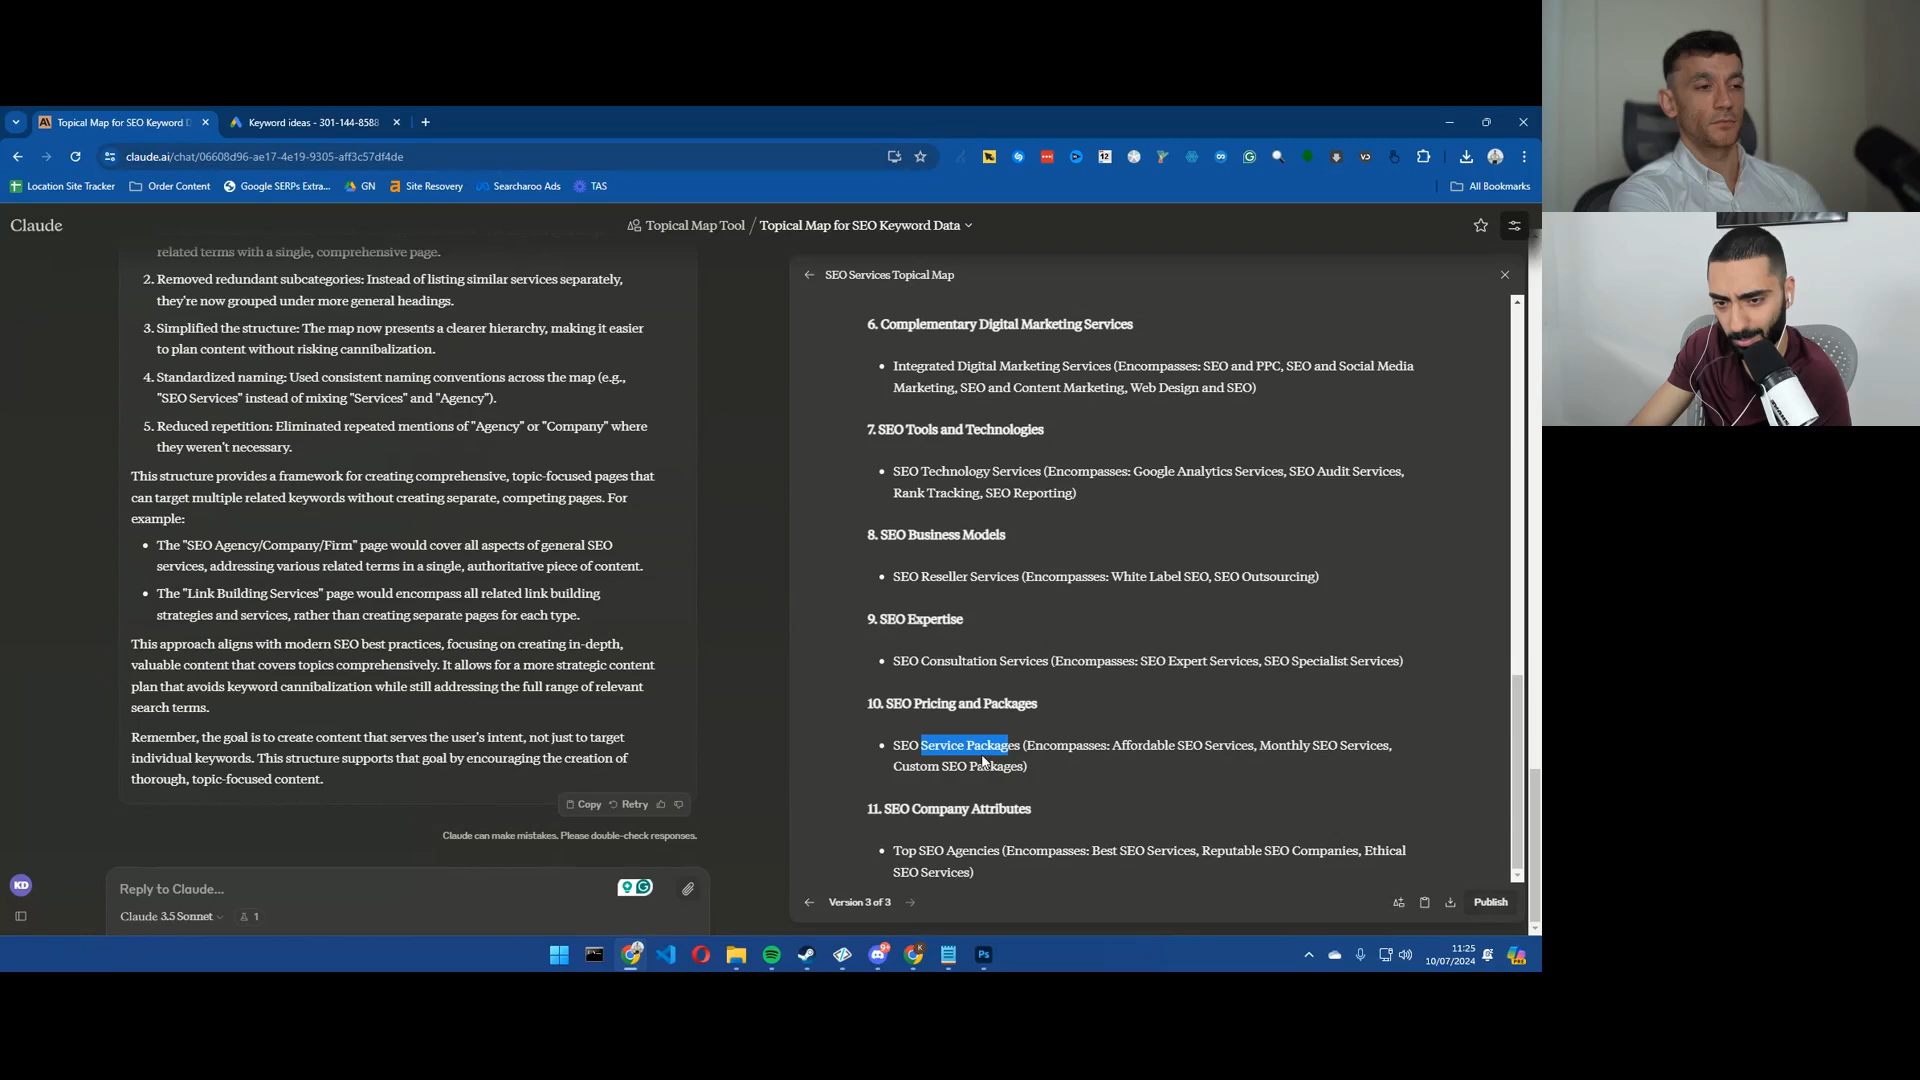 Topical Map for SEO Keyword D
Keyword ideas - 301-144-8588
claude.ai/chat/06608d96-ae17-4e19-9305-aff3c57df4de
12
Location Site Tracker
Order Content
Google SERPs Extra...
GN
Site Recovery
Searcharoo Ads
TAS
All Bookmarks
Claude
Topical Map Tool / Topical Map for SEO Keyword Data
related terms with a single, comprehensive page.
2. Removed redundant subcategories: Instead of listing similar services separately,
they're now grouped under more general headings.
3. Simplified the structure: The map now presents a clearer hierarchy, making it easier
to plan content without risking cannibalization.
4. Standardized naming: Used consistent naming conventions across the map (e.g.,
"SEO Services" instead of mixing "Services" and "Agency").
5. Reduced repetition: Eliminated repeated mentions of "Agency" or "Company" where
they weren't necessary.
This structure provides a framework for creating comprehensive, topic-focused pages that
can target multiple related keywords without creating separate, competing pages. For
example:
• The "SEO Agency/Company/Firm" page would cover all aspects of general SEO
services, addressing various related terms in a single, authoritative piece of content.
• The "Link Building Services" page would encompass all related link building
strategies and services, rather than creating separate pages for each type.
This approach aligns with modern SEO best practices, focusing on creating in-depth,
valuable content that covers topics comprehensively. It allows for a more strategic content
plan that avoids keyword cannibalization while still addressing the full range of relevant
search terms.
Remember, the goal is to create content that serves the user's intent, not just to target
individual keywords. This structure supports that goal by encouraging the creation of
thorough, topic-focused content.
Copy
Retry
Claude can make mistakes. Please double-check responses.
KD
Reply to Claude...
Claude 3.5 Sonnet
1
SEO Services Topical Map
6. Complementary Digital Marketing Services
• Integrated Digital Marketing Services (Encompasses: SEO and PPC, SEO and Social Media
Marketing, SEO and Content Marketing, Web Design and SEO)
7. SEO Tools and Technologies
• SEO Technology Services (Encompasses: Google Analytics Services, SEO Audit Services,
Rank Tracking, SEO Reporting)
8. SEO Business Models
• SEO Reseller Services (Encompasses: White Label SEO, SEO Outsourcing)
9. SEO Expertise
• SEO Consultation Services (Encompasses: SEO Expert Services, SEO Specialist Services)
10. SEO Pricing and Packages
• SEO Service Packages (Encompasses: Affordable SEO Services, Monthly SEO Services,
Custom SEO Packages)
11. SEO Company Attributes
• Top SEO Agencies (Encompasses: Best SEO Services, Reputable SEO Companies, Ethical
SEO Services)
Version 3 of 3
Publish
Ps
11:25
10/07/2024